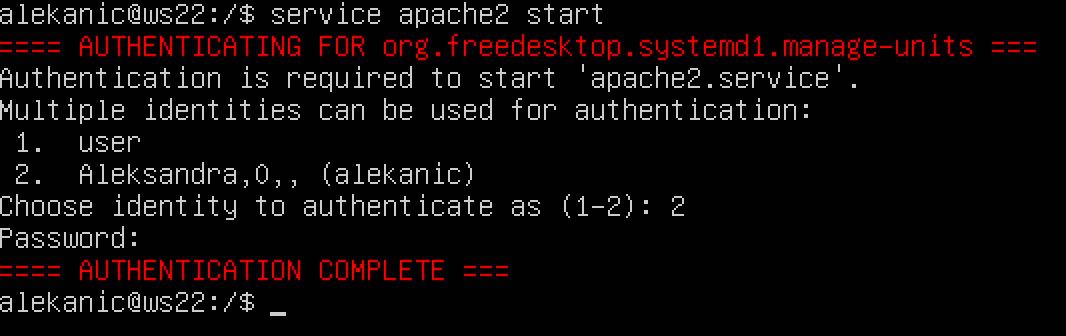 alekanic@ws22:/$ service apache2 start
==== AUTHENTICATING FOR org.freedesktop.systemd1.manage-units ===
Authentication is required to start 'apache2.service'.
Multiple identities can be used for authentication:
 1.  user
 2.  Aleksandra,0,, (alekanic)
Choose identity to authenticate as (1-2): 2
Password:
==== AUTHENTICATION COMPLETE ===
alekanic@ws22:/$ _